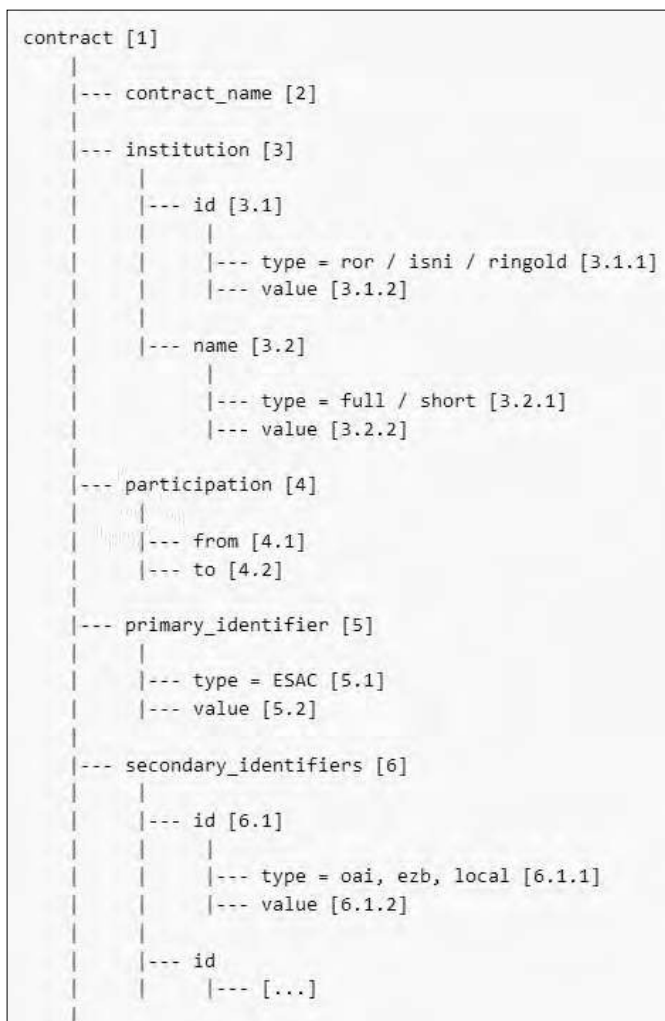 contract [1]
|
|--- contract_name [2]
|
|--- institution [3]
| |
| |--- id [3.1]
| | |
| | |--- type = ror / isni / ringold [3.1.1]
| | |--- value [3.1.2]
| |
| |--- name [3.2]
| |
| |--- type = full / short [3.2.1]
| |--- value [3.2.2]
|
|--- participation [4]
| |
| |--- from [4.1]
| |--- to [4.2]
|
|--- primary_identifier [5]
| |
| |--- type = ESAC [5.1]
| |--- value [5.2]
|
|--- secondary_identifiers [6]
| |
| |--- id [6.1]
| | |
| | |--- type = oai, ezb, local [6.1.1]
| | |--- value [6.1.2]
| |
| |--- id
| | |--- [...]
|